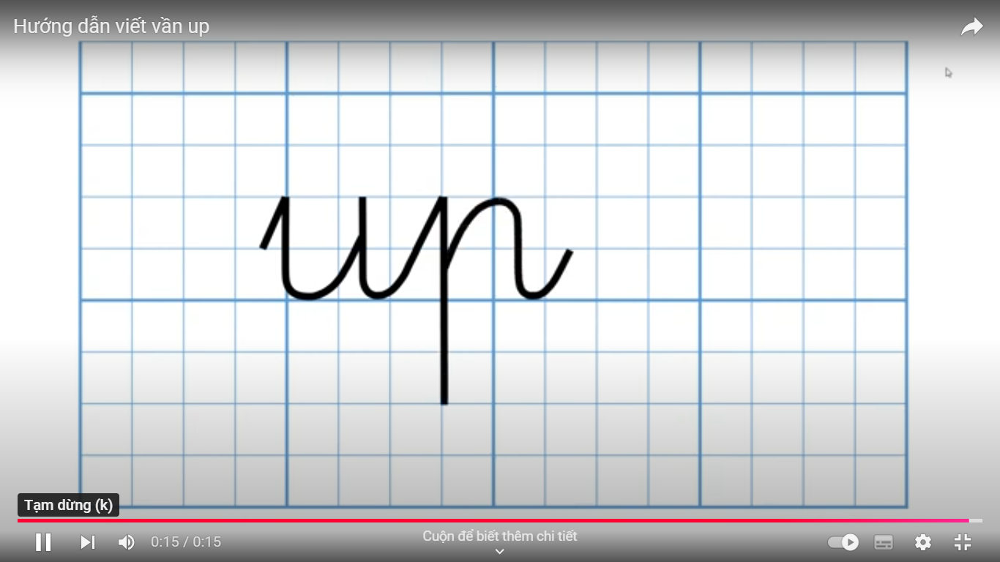 Hướng dẫn viết vần up
up
Tạm dừng (k)
0:15 / 0:15
Cuộn để biết thêm chi tiết